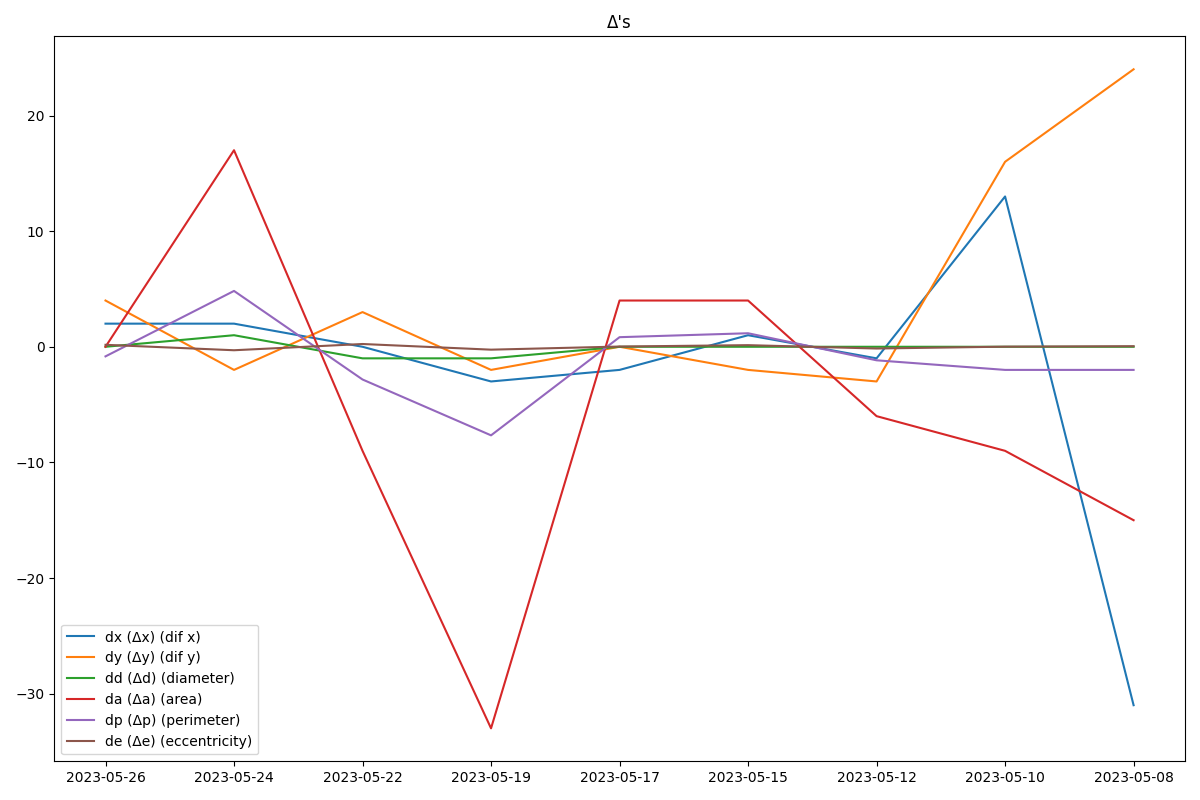 Δ's
20
10
0
−10
−20
−30
dx (Δx) (dif x)
dy (Δy) (dif y)
dd (Δd) (diameter)
da (Δa) (area)
dp (Δp) (perimeter)
de (Δe) (eccentricity)
2023-05-26 2023-05-24 2023-05-22 2023-05-19 2023-05-17 2023-05-15 2023-05-12 2023-05-10 2023-05-08